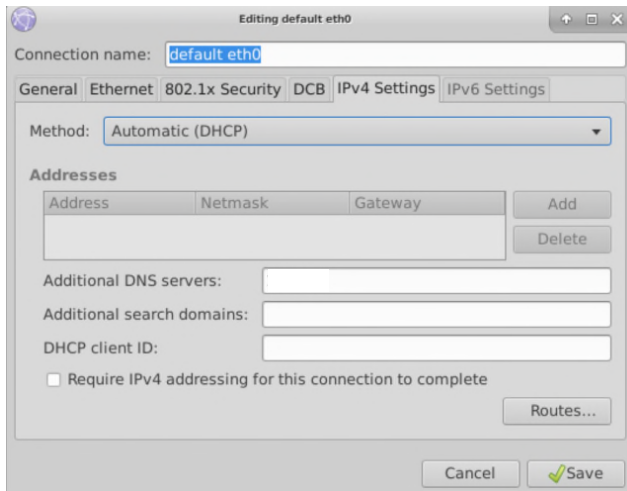 Editing default eth0
Connection name: default eth0
General Ethernet 802.1x Security DCB IPv4 Settings IPv6 Settings
Method: Automatic (DHCP)
Addresses
Address Netmask Gateway Add
Delete
Additional DNS servers:
Additional search domains:
DHCP client ID:
Require IPv4 addressing for this connection to complete
Routes...
Cancel Save